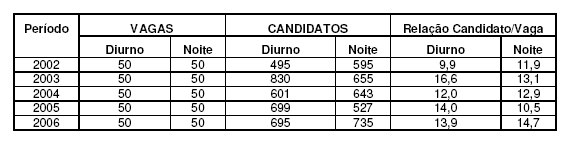 Período VAGAS CANDIDATOS Relação Candidato/Vaga
Diurno Noite Diurno Noite Diurno Noite
2002 50 50 495 595 9,9 11,9
2003 50 50 830 655 16,6 13,1
2004 50 50 601 643 12,0 12,9
2005 50 50 699 527 14,0 10,5
2006 50 50 695 735 13,9 14,7